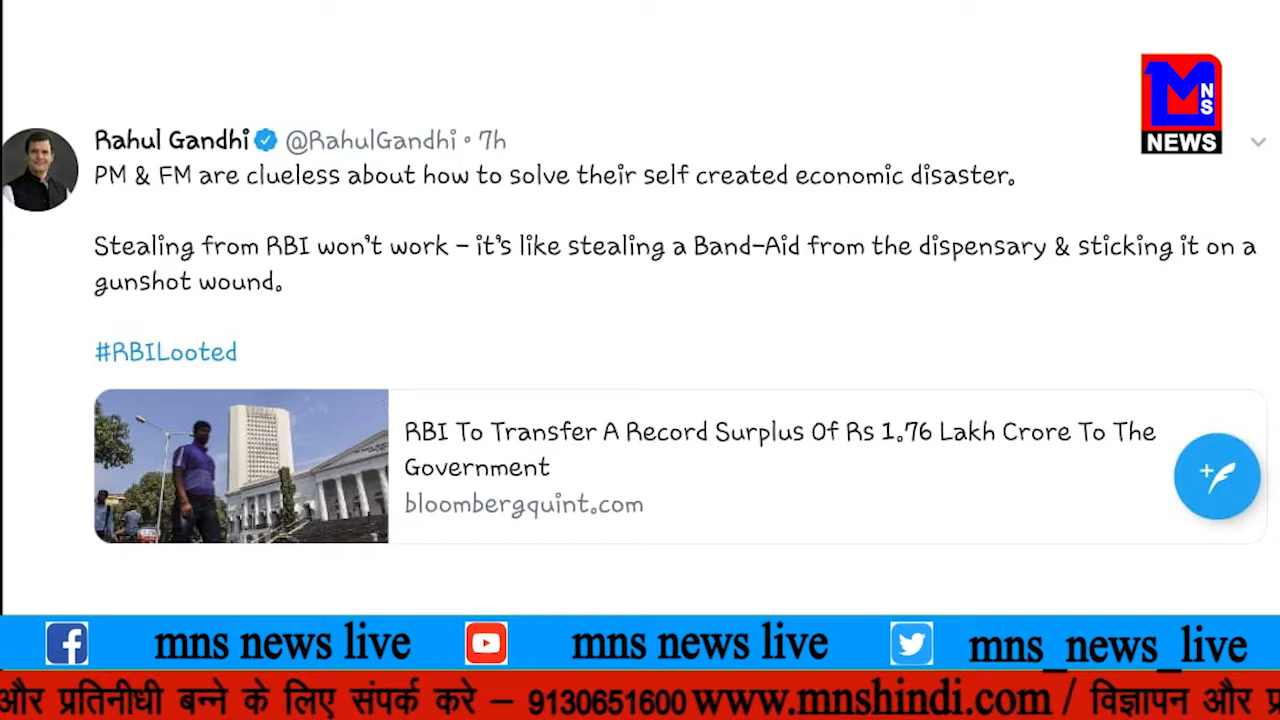 Rahul Gandhi @RahulGandhi • 7h
PM & FM are clueless about how to solve their self created economic disaster.
Stealing from RBI won't work - it's like stealing a Band-Aid from the dispensary & sticking it on a
gunshot wound.
#RBILooted
RBI To Transfer A Record Surplus Of Rs 1.76 Lakh Crore To The
Government
bloombergquint.com
MNS
NEWS
mns news live
mns news live
mns_news_live
और प्रतिनीधी बन्ने के लिए संपर्क करे – 9130651600 www.mnshindi.com / विज्ञापन और